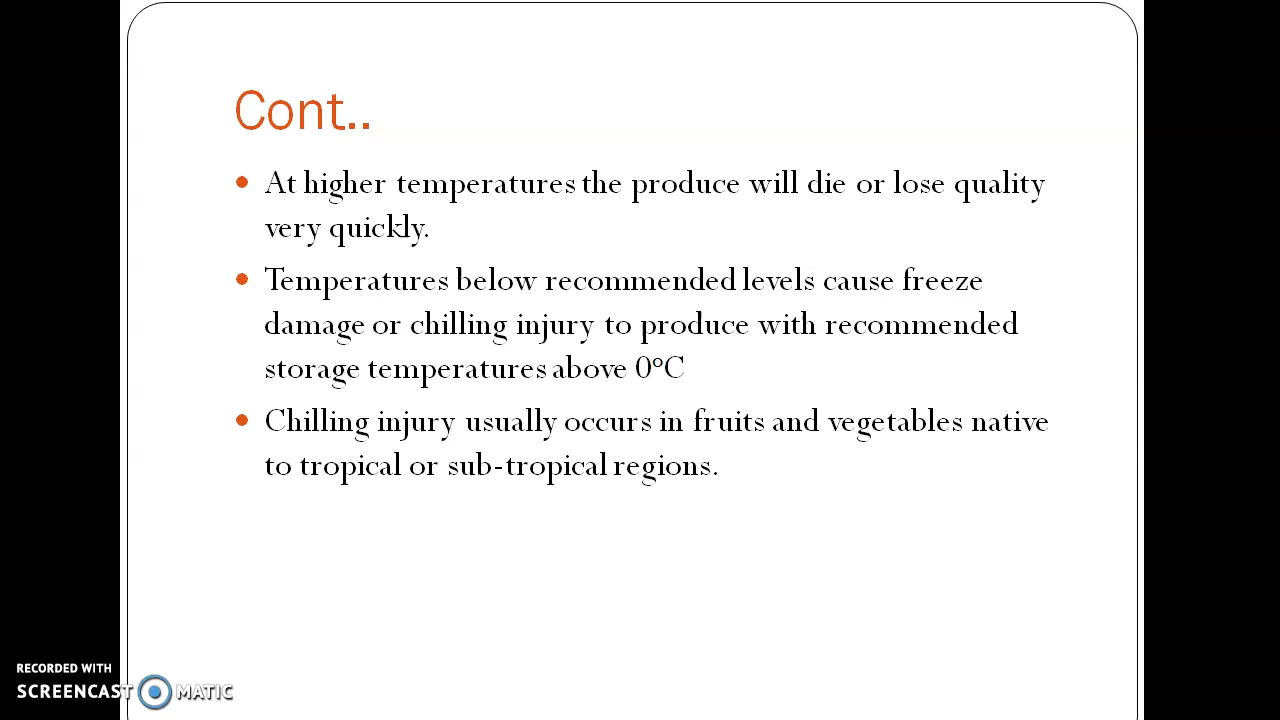 Cont..
• At higher temperatures the produce will die or lose quality
very quickly.
• Temperatures below recommended levels cause freeze
damage or chilling injury to produce with recommended
storage temperatures above 0°C
• Chilling injury usually occurs in fruits and vegetables native
to tropical or sub-tropical regions.
RECORDED WITH
SCREENCAST MATIC